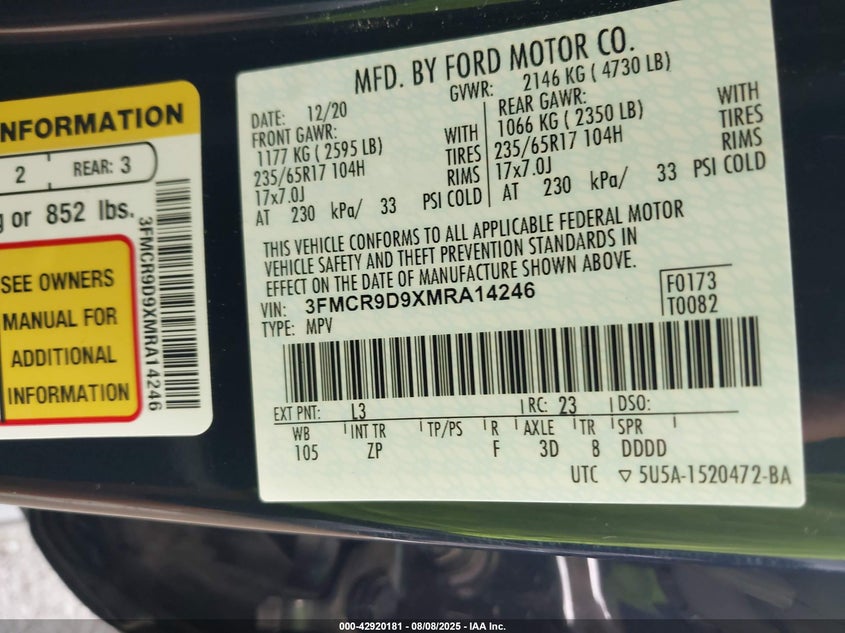 NFORMATION
2 REAR: 3
g or 852 lbs.
SEE OWNERS
MANUAL FOR
ADDITIONAL
INFORMATION
3FMCR9D9XMRA14246
MFD. BY FORD MOTOR CO.
DATE: 12/20 GVWR: 2146 KG ( 4730 LB)
FRONT GAWR: REAR GAWR:
1177 KG ( 2595 LB) WITH 1066 KG ( 2350 LB) WITH
235/65R17 104H TIRES 235/65R17 104H TIRES
17x7.0J RIMS 17x7.0J RIMS
AT 230 kPa/ 33 PSI COLD AT 230 kPa/ 33 PSI COLD
THIS VEHICLE CONFORMS TO ALL APPLICABLE FEDERAL MOTOR
VEHICLE SAFETY AND THEFT PREVENTION STANDARDS IN
EFFECT ON THE DATE OF MANUFACTURE SHOWN ABOVE.
VIN: 3FMCR9D9XMRA14246 F0173
TYPE: MPV T0082
EXT PNT: L3 RC: 23 DSO:
WB INT TR TP/PS R AXLE TR SPR
105 ZP F 3D 8 DDDD
UTC ▽ 5U5A-1520472-BA
000-42920181 - 08/08/2025 - IAA Inc.